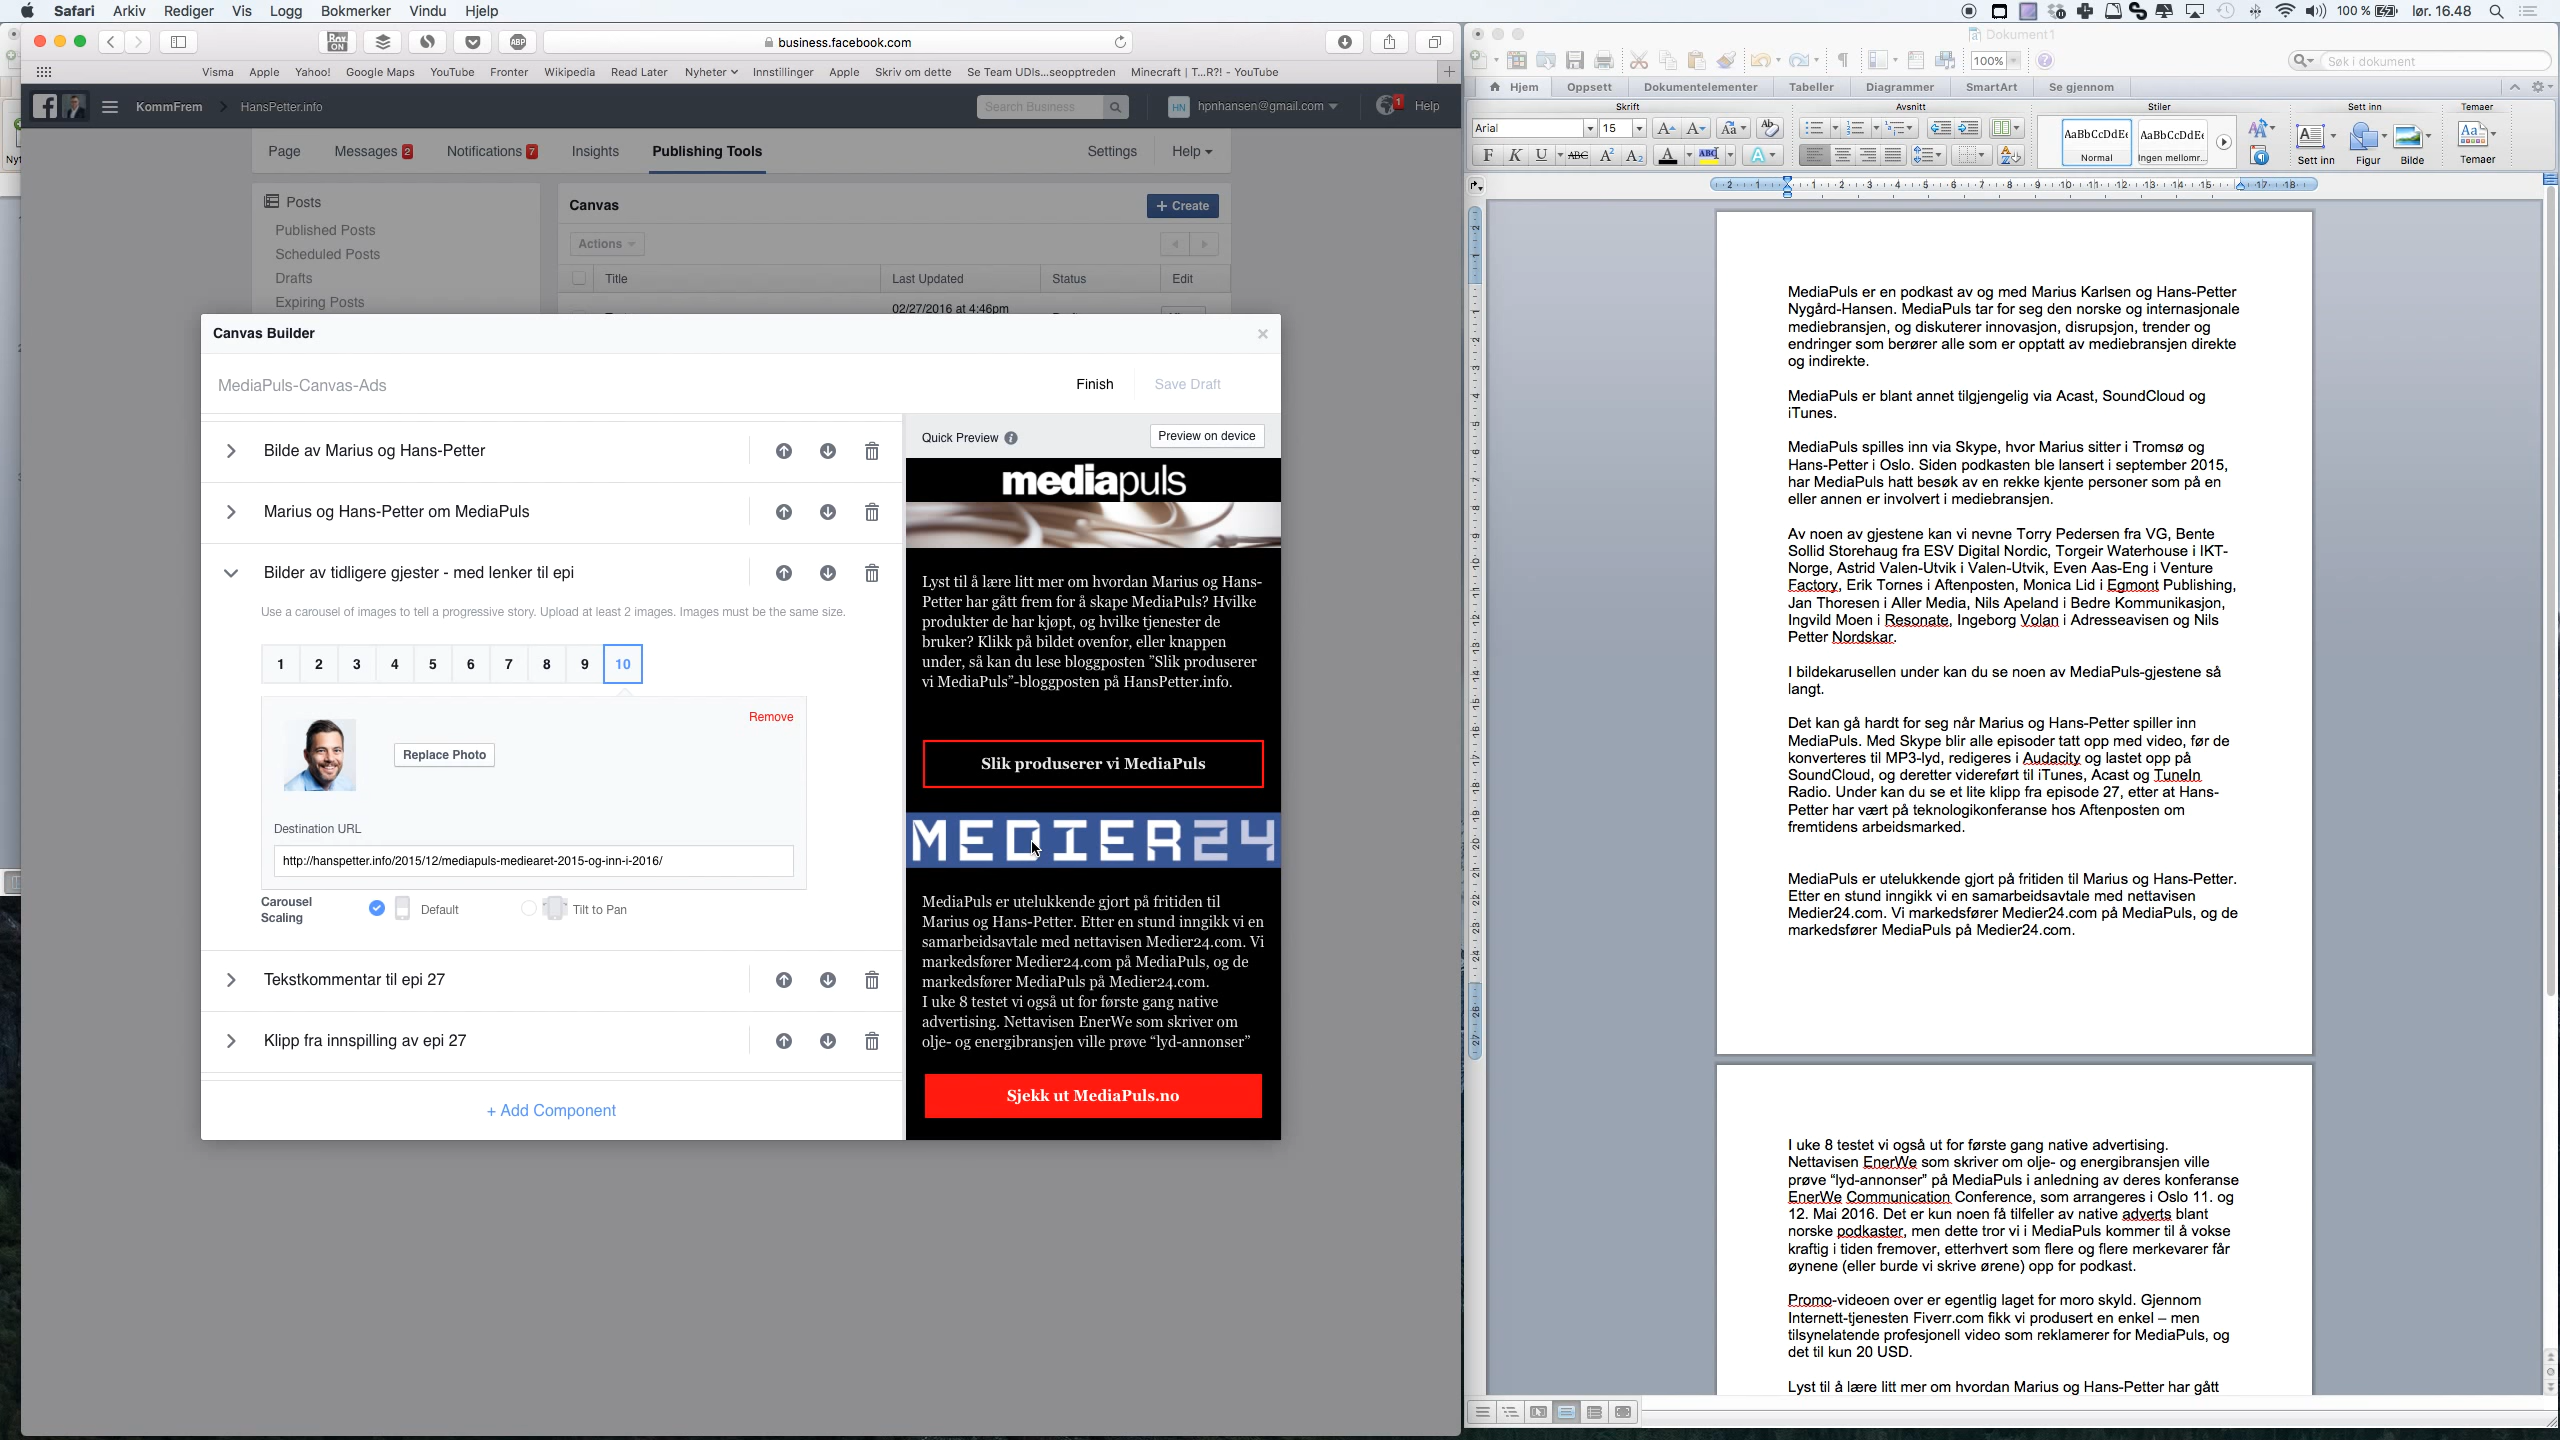 Safari Arkiv Rediger Vis Logg Bokmerker Vindu Hjelp
100 % lør. 16.48
business.facebook.com
Visma Apple Yahoo! Google Maps YouTube Fronter Wikipedia Read Later Nyheter Innstillinger Apple Skriv om dette Se Team UDIs...seopptreden Minecraft | T...R?! - YouTube
KommFrem HansPetter.info
Search Business
HN hpnhansen@gmail.com 1 Help
Page Messages 2 Notifications 7 Insights Publishing Tools Settings Help
Posts
Published Posts
Scheduled Posts
Drafts
Expiring Posts
Canvas + Create
Actions
Title Last Updated Status Edit
02/27/2016 at 4:46pm
Canvas Builder
MediaPuls-Canvas-Ads Finish Save Draft
Bilde av Marius og Hans-Petter
Marius og Hans-Petter om MediaPuls
Bilder av tidligere gjester - med lenker til epi
Use a carousel of images to tell a progressive story. Upload at least 2 images. Images must be the same size.
1 2 3 4 5 6 7 8 9 10
Remove
Replace Photo
Destination URL
http://hanspetter.info/2015/12/mediapuls-mediearet-2015-og-inn-i-2016/
Carousel
Scaling
Default Tilt to Pan
Tekstkommentar til epi 27
Klipp fra innspilling av epi 27
+ Add Component
Quick Preview Preview on device
mediapuls
Lyst til å lære litt mer om hvordan Marius og Hans-
Petter har gått frem for å skape MediaPuls? Hvilke
produkter de har kjøpt, og hvilke tjenester de
bruker? Klikk på bildet ovenfor, eller knappen
under, så kan du lese bloggposten ”Slik produserer
vi MediaPuls”-bloggposten på HansPetter.info.
Slik produserer vi MediaPuls
MEDIER24
MediaPuls er utelukkende gjort på fritiden til
Marius og Hans-Petter. Etter en stund inngikk vi en
samarbeidsavtale med nettavisen Medier24.com. Vi
markedsfører Medier24.com på MediaPuls, og de
markedsfører MediaPuls på Medier24.com.
I uke 8 testet vi også ut for første gang native
advertising. Nettavisen EnerWe som skriver om
olje- og energibransjen ville prøve “lyd-annonser”
Sjekk ut MediaPuls.no
Dokument1
100%
Søk i dokument
Hjem Oppsett Dokumentelementer Tabeller Diagrammer SmartArt Se gjennom
Skrift Avsnitt Stiler Sett inn Temaer
Arial 15
AaBbCcDdEe AaBbCcDdEe
Normal Ingen mellomr...
Sett inn Figur Bilde Temaer
MediaPuls er en podkast av og med Marius Karlsen og Hans-Petter
Nygård-Hansen. MediaPuls tar for seg den norske og internasjonale
mediebransjen, og diskuterer innovasjon, disrupsjon, trender og
endringer som berører alle som er opptatt av mediebransjen direkte
og indirekte.
MediaPuls er blant annet tilgjengelig via Acast, SoundCloud og
iTunes.
MediaPuls spilles inn via Skype, hvor Marius sitter i Tromsø og
Hans-Petter i Oslo. Siden podkasten ble lansert i september 2015,
har MediaPuls hatt besøk av en rekke kjente personer som på en
eller annen er involvert i mediebransjen.
Av noen av gjestene kan vi nevne Torry Pedersen fra VG, Bente
Sollid Storehaug fra ESV Digital Nordic, Torgeir Waterhouse i IKT-
Norge, Astrid Valen-Utvik i Valen-Utvik, Even Aas-Eng i Venture
Factory, Erik Tornes i Aftenposten, Monica Lid i Egmont Publishing,
Jan Thoresen i Aller Media, Nils Apeland i Bedre Kommunikasjon,
Ingvild Moen i Resonate, Ingeborg Volan i Adresseavisen og Nils
Petter Nordskar.
I bildekarusellen under kan du se noen av MediaPuls-gjestene så
langt.
Det kan gå hardt for seg når Marius og Hans-Petter spiller inn
MediaPuls. Med Skype blir alle episoder tatt opp med video, før de
konverteres til MP3-lyd, redigeres i Audacity og lastet opp på
SoundCloud, og deretter videreført til iTunes, Acast og TuneIn
Radio. Under kan du se et lite klipp fra episode 27, etter at Hans-
Petter har vært på teknologikonferanse hos Aftenposten om
fremtidens arbeidsmarked.
MediaPuls er utelukkende gjort på fritiden til Marius og Hans-Petter.
Etter en stund inngikk vi en samarbeidsavtale med nettavisen
Medier24.com. Vi markedsfører Medier24.com på MediaPuls, og de
markedsfører MediaPuls på Medier24.com.
I uke 8 testet vi også ut for første gang native advertising.
Nettavisen EnerWe som skriver om olje- og energibransjen ville
prøve “lyd-annonser” på MediaPuls i anledning av deres konferanse
EnerWe Communication Conference, som arrangeres i Oslo 11. og
12. Mai 2016. Det er kun noen få tilfeller av native adverts blant
norske podkaster, men dette tror vi i MediaPuls kommer til å vokse
kraftig i tiden fremover, etterhvert som flere og flere merkevarer får
øynene (eller burde vi skrive ørene) opp for podkast.
Promo-videoen over er egentlig laget for moro skyld. Gjennom
Internett-tjenesten Fiverr.com fikk vi produsert en enkel – men
tilsynelatende profesjonell video som reklamerer for MediaPuls, og
det til kun 20 USD.
Lyst til å lære litt mer om hvordan Marius og Hans-Petter har gått